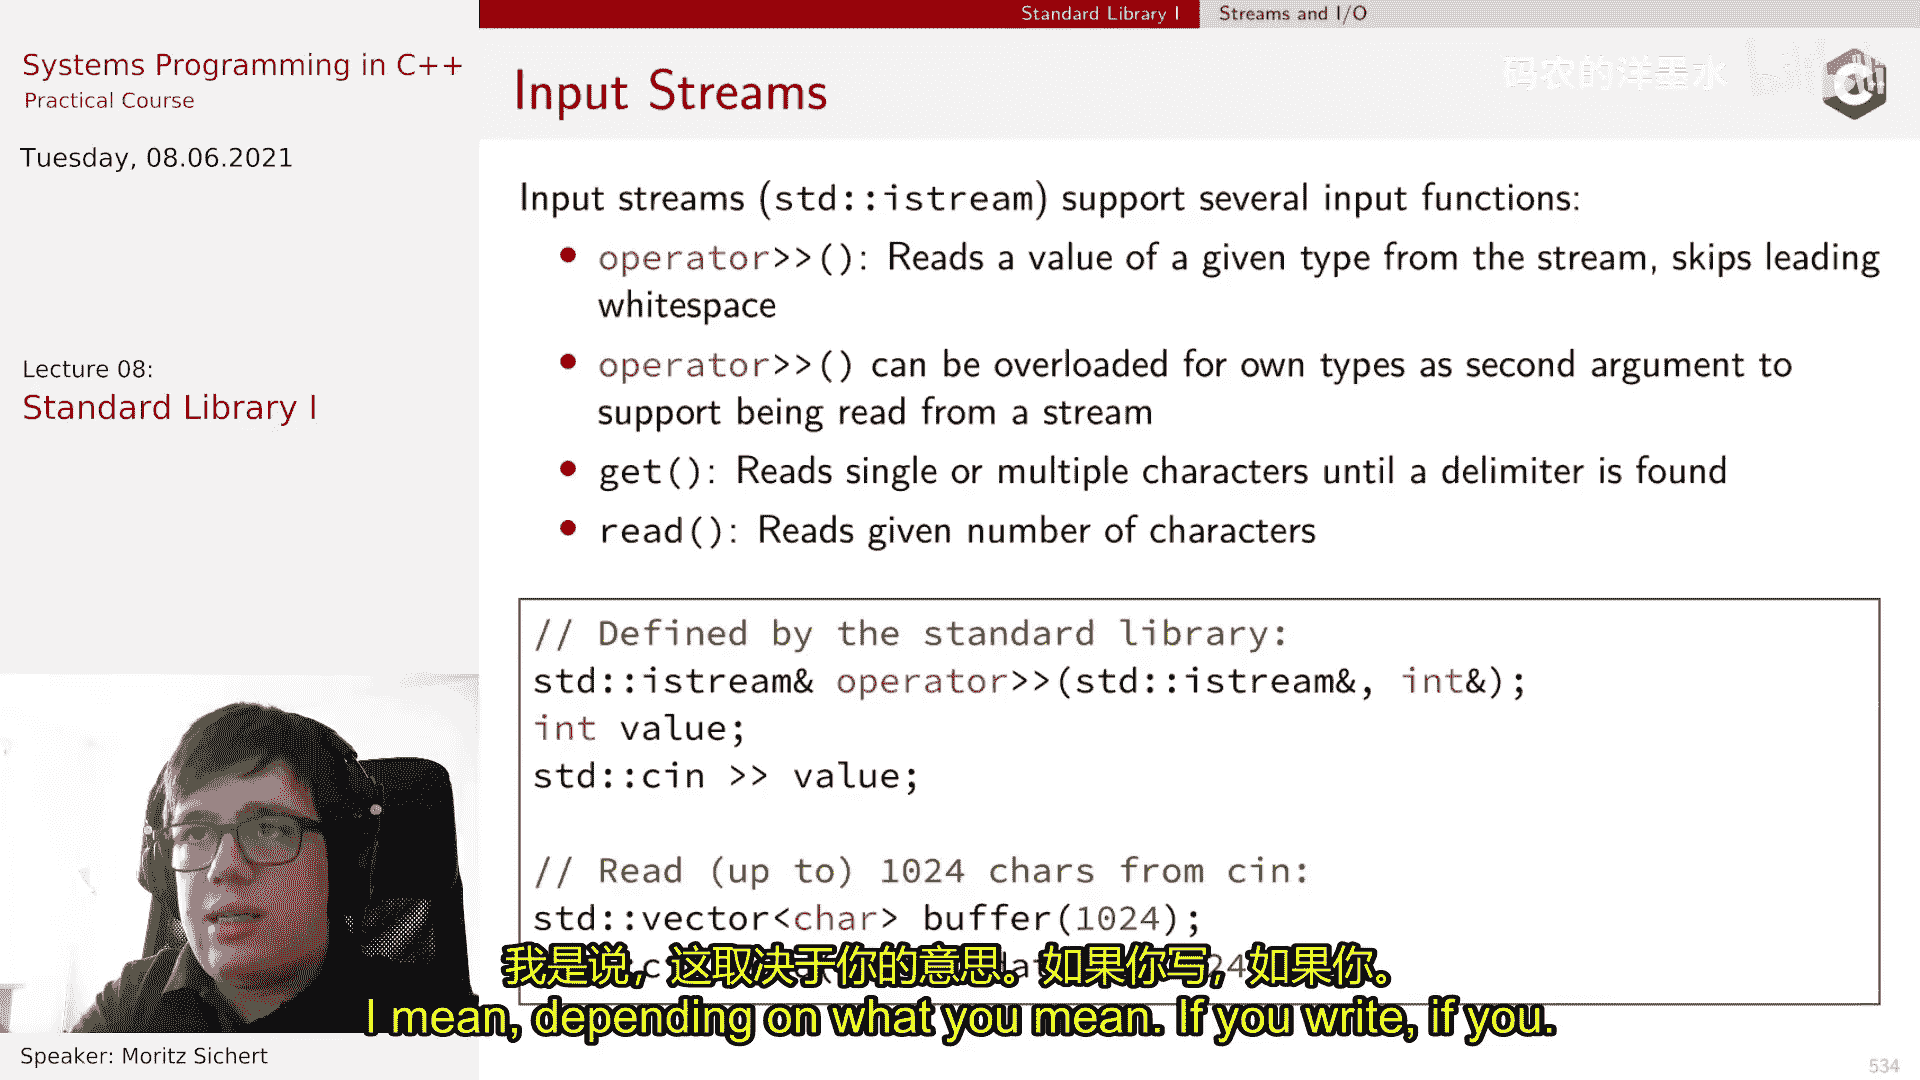 Standard Library I
Streams and I/O
Systems Programming in C++
Practical Course
Tuesday, 08.06.2021
Lecture 08:
Standard Library I
Input Streams
码农的洋墨水
Input streams (std::istream) support several input functions:
• operator>>(): Reads a value of a given type from the stream, skips leading
whitespace
• operator>>() can be overloaded for own types as second argument to
support being read from a stream
• get(): Reads single or multiple characters until a delimiter is found
• read(): Reads given number of characters
// Defined by the standard library:
std::istream& operator>>(std::istream&, int&);
int value;
std::cin >> value;
// Read (up to) 1024 chars from cin:
std::vector<char> buffer(1024);
我是说，这取决于你的意思。如果你写，如果你。
I mean, depending on what you mean. If you write, if you.
Speaker: Moritz Sichert
534